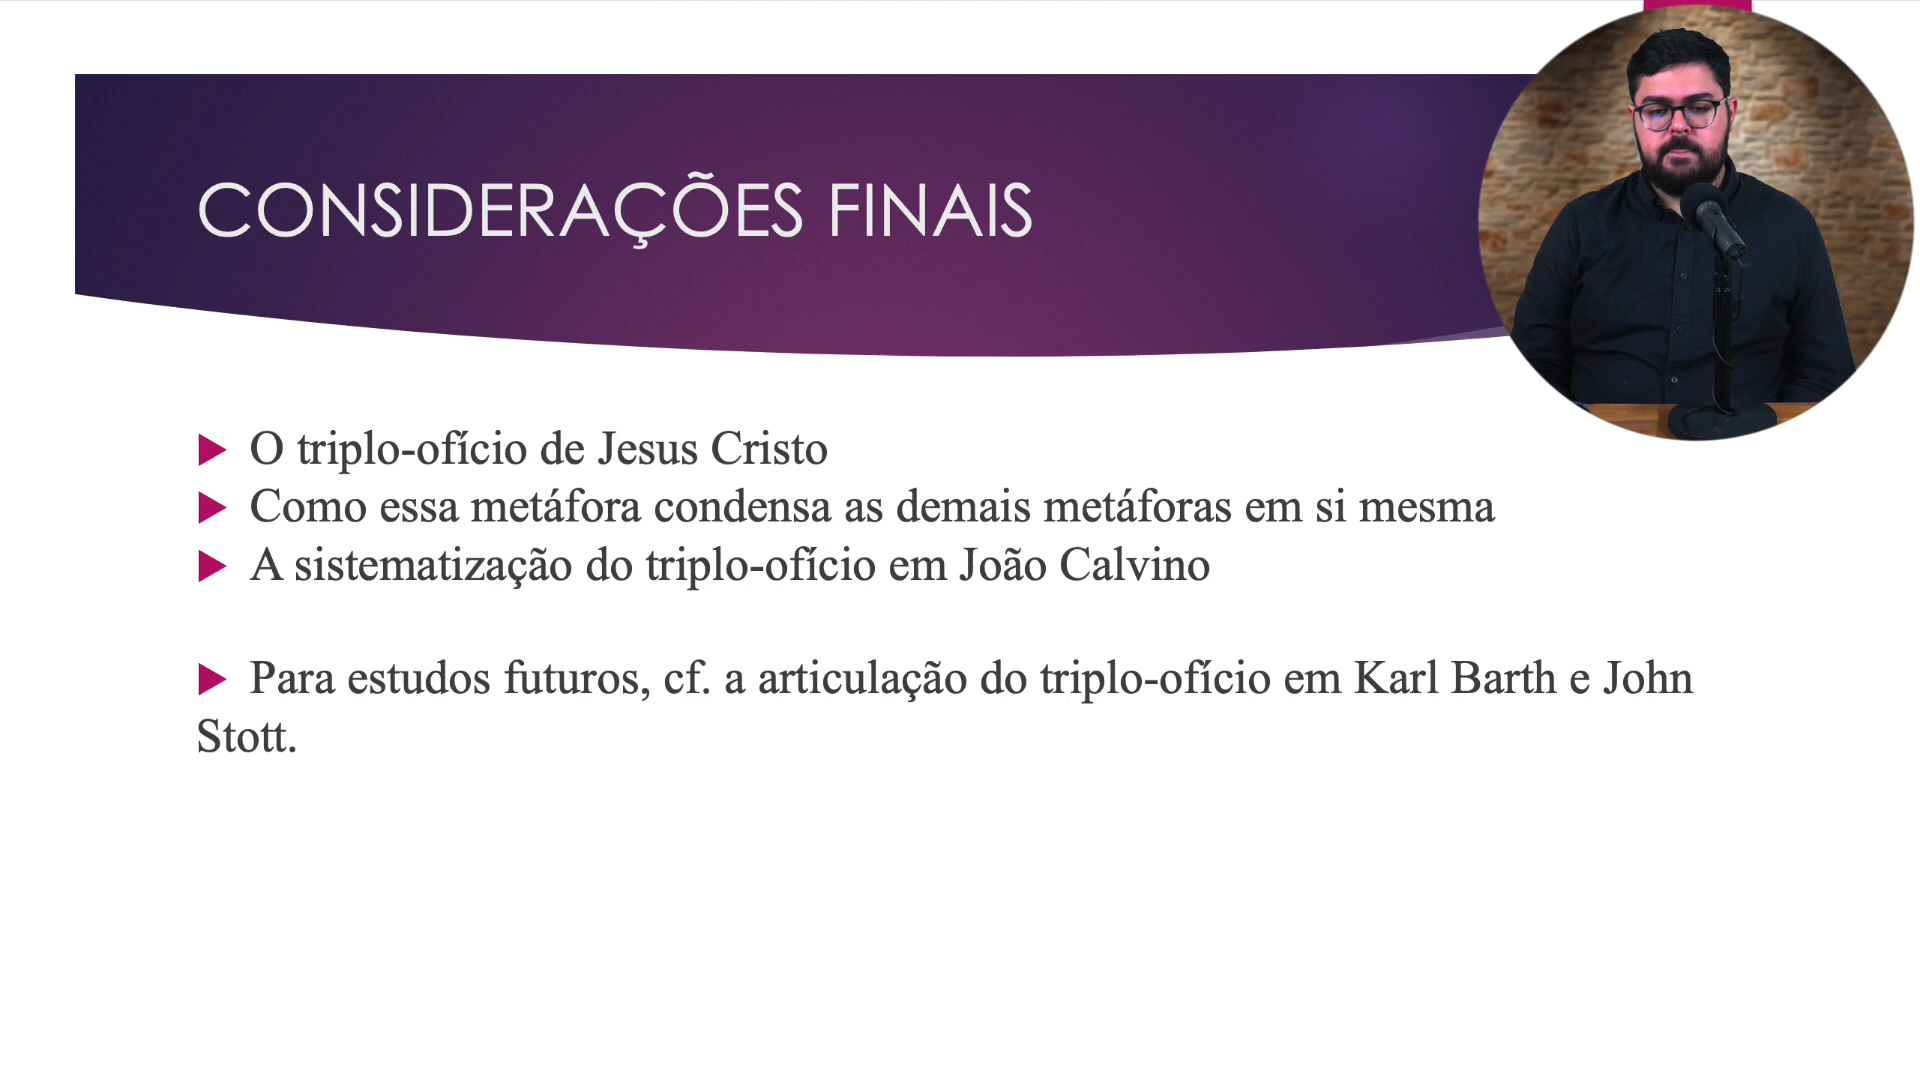 CONSIDERAÇÕES FINAIS
O triplo-ofício de Jesus Cristo
Como essa metáfora condensa as demais metáforas em si mesma
A sistematização do triplo-ofício em João Calvino
Para estudos futuros, cf. a articulação do triplo-ofício em Karl Barth e John
Stott.